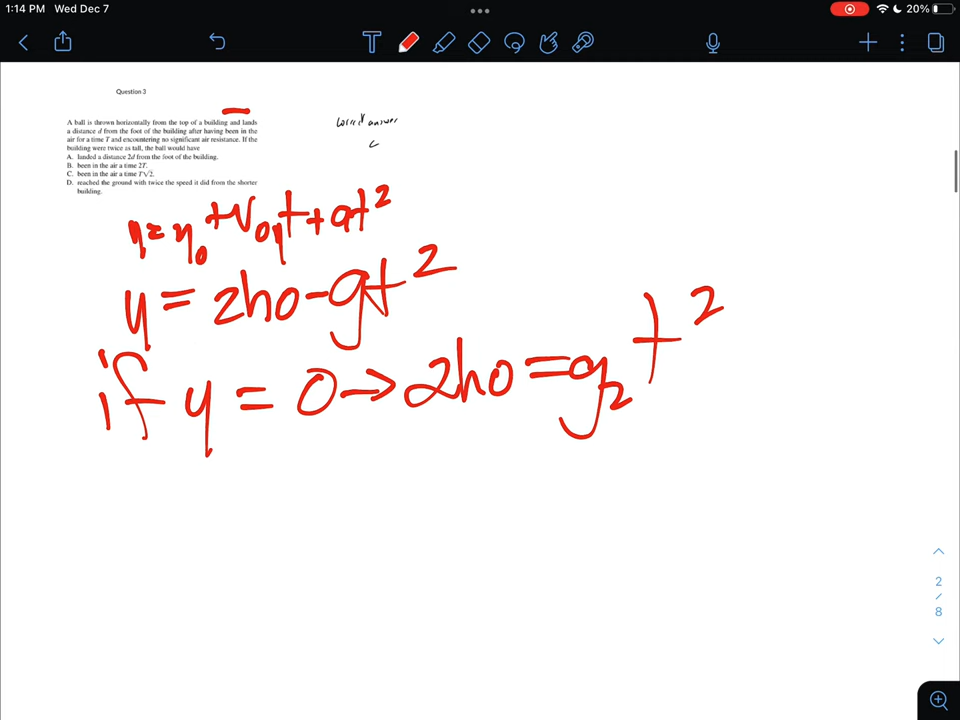 1:14 PM Wed Dec 7
20%
T
Question 3
A ball is thrown horizontally from the top of a building and lands
a distance d from the foot of the building after having been in the
air for a time T and encountering no significant air resistance. If the
building were twice as tall, the ball would have
A. landed a distance 2d from the foot of the building.
B. been in the air a time 2T.
C. been in the air a time T√2.
D. reached the ground with twice the speed it did from the shorter
building.
correct answer
C
y = y0 + V0yt + at²
y = 2h0 - gt²
if y = 0 → 2h0 = g2 t²
2
/
8